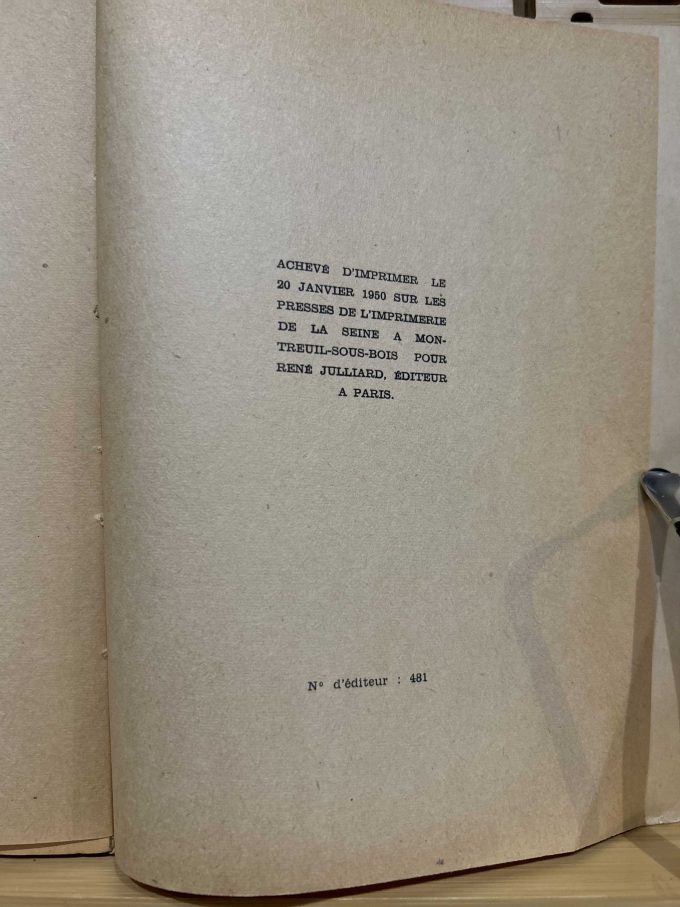 ACHEVÉ D'IMPRIMER LE
20 JANVIER 1950 SUR LES
PRESSES DE L'IMPRIMERIE
DE LA SEINE A MON-
TREUIL-SOUS-BOIS POUR
RENÉ JULLIARD, ÉDITEUR
A PARIS.
Nº d'éditeur : 481